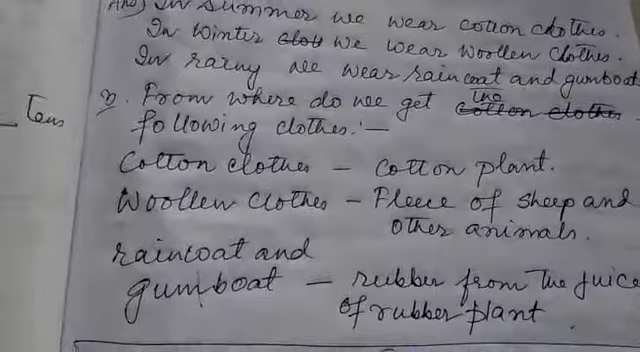 Ans) In Summer we wear cotton clothes.
In Winter we wear Woollen Clothes.
In rainy we wear raincoat and gumboat
2. From where do we get the
following clothes:-
Cotton clothes - Cotton plant.
Woollen Clothes - Fleece of sheep and
other animals.
raincoat and
gumboat - rubber from the juice
of rubber plant